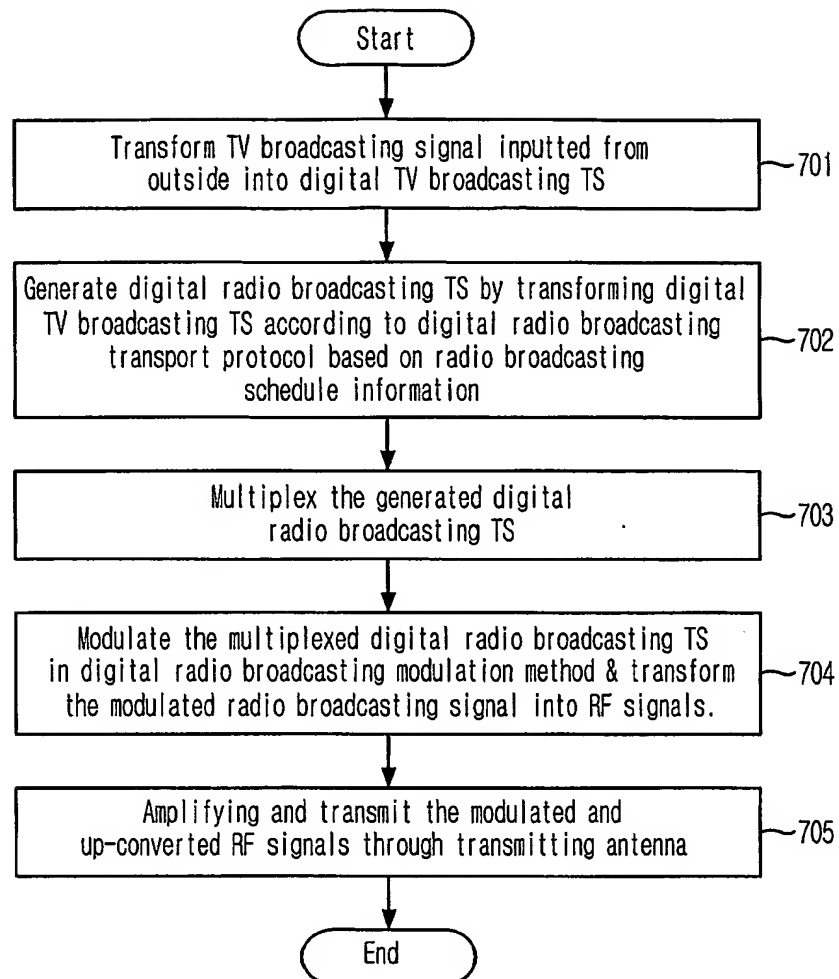 Start
Transform TV broadcasting signal inputted from
outside into digital TV broadcasting TS
701
Generate digital radio broadcasting TS by transforming digital
TV broadcasting TS according to digital radio broadcasting
transport protocol based on radio broadcasting
schedule information
702
Multiplex the generated digital
radio broadcasting TS
703
Modulate the multiplexed digital radio broadcasting TS
in digital radio broadcasting modulation method & transform
the modulated radio broadcasting signal into RF signals.
704
Amplifying and transmit the modulated and
up-converted RF signals through transmitting antenna
705
End